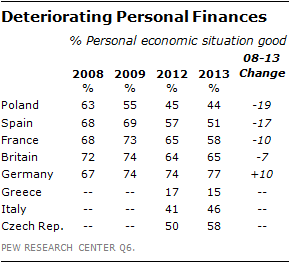 Deteriorating Personal Finances
% Personal economic situation good
08-13
2008 2009 2012 2013 Change
% % % %
Poland 63 55 45 44 -19
Spain 68 69 57 51 -17
France 68 73 65 58 -10
Britain 72 74 64 65 -7
Germany 67 74 74 77 +10
Greece -- -- 17 15 --
Italy -- -- 41 46 --
Czech Rep. -- -- 50 58 --
PEW RESEARCH CENTER Q6.